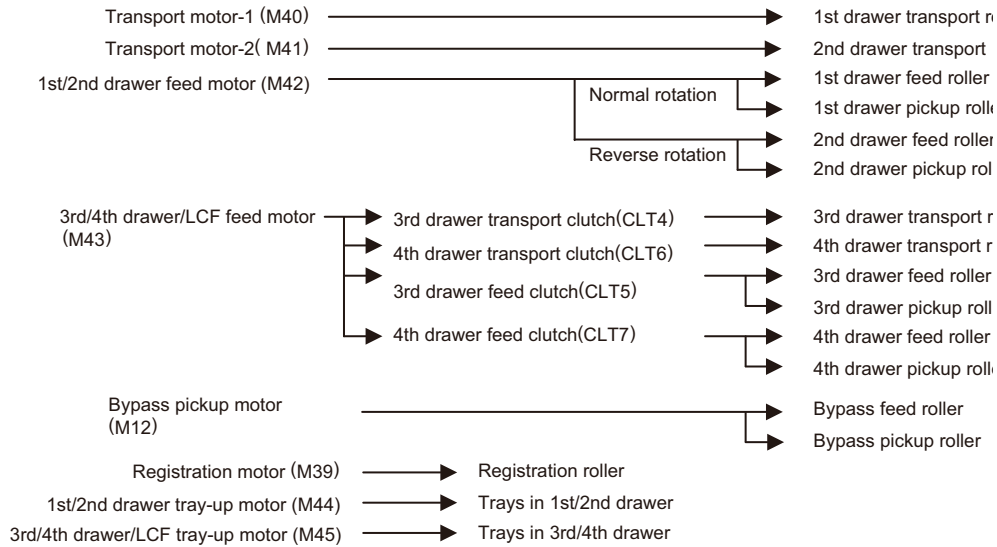 Transport motor-1 (M40)
1st drawer transport
Transport motor-2( M41)
2nd drawer transport
1st/2nd drawer feed motor (M42)
Normal rotation
1st drawer feed roller
1st drawer pickup
Reverse rotation
2nd drawer feed roller
2nd drawer pickup
3rd/4th drawer/LCF feed motor
(M43)
3rd drawer transport clutch(CLT4)
3rd drawer transport
4th drawer transport clutch(CLT6)
4th drawer transport
3rd drawer feed clutch(CLT5)
3rd drawer feed roller
3rd drawer pickup
4th drawer feed clutch(CLT7)
4th drawer feed roller
4th drawer pickup
Bypass pickup motor
(M12)
Bypass feed roller
Bypass pickup roller
Registration motor (M39)
Registration roller
1st/2nd drawer tray-up motor (M44)
Trays in 1st/2nd drawer
3rd/4th drawer/LCF tray-up motor (M45)
Trays in 3rd/4th drawer